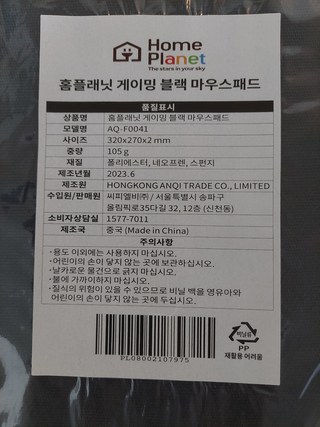 Home
Planet
The stars in your sky
홈플래닛 게이밍 블랙 마우스패드
품질표시
상품명 홈플래닛 게이밍 블랙 마우스패드
모델명 AQ-F0041
사이즈 320x270x2 mm
중량 105 g
재질 폴리에스터, 네오프렌, 스펀지
제조년월 2023.6
제조원 HONGKONG ANQI TRADE CO., LIMITED
수입원/판매원 씨피엘비(주) / 서울특별시 송파구
올림픽로35다길 32, 12층 (신천동)
소비자상담실 1577-7011
제조국 중국 (Made in China)
주의사항
·용도 이외에는 사용하지 마십시오.
·어린이의 손이 닿지 않는 곳에 보관하십시오.
·날카로운 물건으로 긁지 마십시오.
·불에 가까이하지 마십시오.
·질식의 위험이 있을 수 있으므로 비닐 백을 영유아와
어린이의 손이 닿지 않는 곳에 두십시오.
PL08002107975
비닐류
PP
재활용 어려움